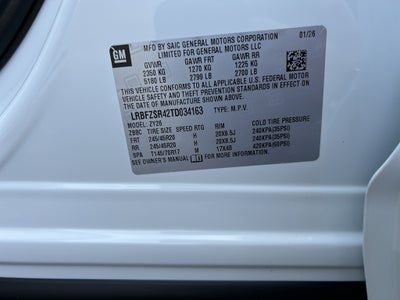 GM
MFD BY SAIC GENERAL MOTORS CORPORATION 01/26
LIMITED FOR GENERAL MOTORS LLC
GVWR GAWR FRT GAWR RR
2350 KG 1270 KG 1225 KG
5180 LB 2799 LB 2700 LB
THIS VEHICLE CONFORMS TO ALL APPLICABLE U.S. FEDERAL MOTOR
VEHICLE SAFETY AND THEFT PREVENTION STANDARDS IN EFFECT ON
THE DATE OF MANUFACTURE SHOWN ABOVE.
LRBFZSR42TD034163 TYPE: M.P.V.
MODEL: ZY26
2BBC TIRE SIZE SPEED RTG RIM COLD TIRE PRESSURE
FRT 245/45R20 H 20X8.5J 240KPA(35PSI)
RR 245/45R20 H 20X8.5J 240KPA(35PSI)
SPA T145/70R17 M 17X4B 420KPA(60PSI)
SEE OWNER'S MANUAL